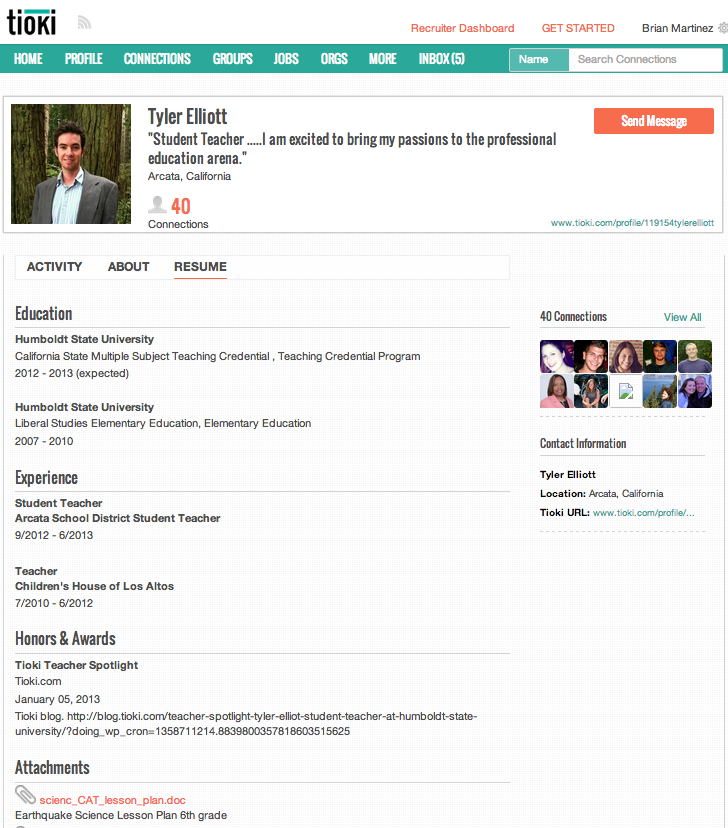 tioki
Recruiter Dashboard GET STARTED Brian Martinez
HOME PROFILE CONNECTIONS GROUPS JOBS ORGS MORE INBOX (5) Name Search Connections
Tyler Elliott
Send Message
"Student Teacher .....I am excited to bring my passions to the professional
education arena."
Arcata, California
40
Connections
www.tioki.com/profile/119154tylerelliott
ACTIVITY ABOUT RESUME
Education
Humboldt State University
California State Multiple Subject Teaching Credential , Teaching Credential Program
2012 - 2013 (expected)
Humboldt State University
Liberal Studies Elementary Education, Elementary Education
2007 - 2010
Experience
Student Teacher
Arcata School District Student Teacher
9/2012 - 6/2013
Teacher
Children's House of Los Altos
7/2010 - 6/2012
Honors & Awards
Tioki Teacher Spotlight
Tioki.com
January 05, 2013
Tioki blog. http://blog.tioki.com/teacher-spotlight-tyler-elliot-student-teacher-at-humboldt-state-
university/?doing_wp_cron=1358711214.8839800357818603515625
Attachments
scienc_CAT_lesson_plan.doc
Earthquake Science Lesson Plan 6th grade
40 Connections View All
Contact Information
Tyler Elliott
Location: Arcata, California
Tioki URL: www.tioki.com/profile/...